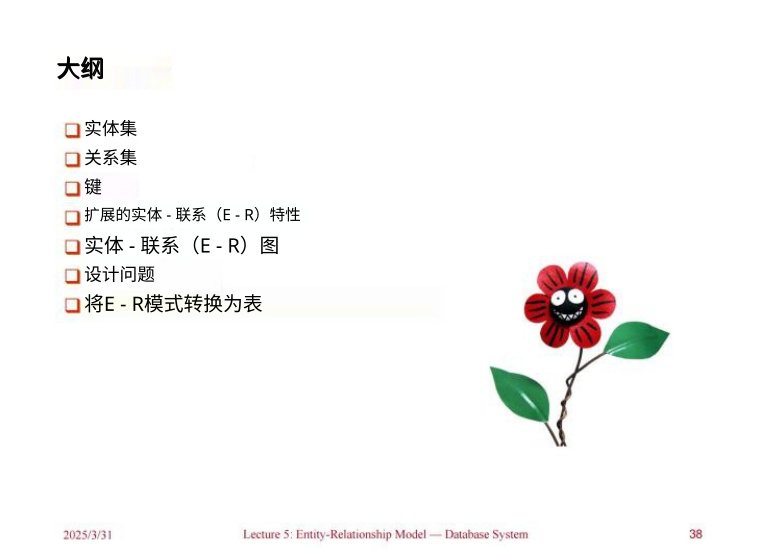 大纲
实体集
关系集
键
扩展的实体 - 联系（E - R）特性
实体 - 联系（E - R）图
设计问题
将E - R模式转换为表
2025/3/31
Lecture 5: Entity-Relationship Model — Database System
38